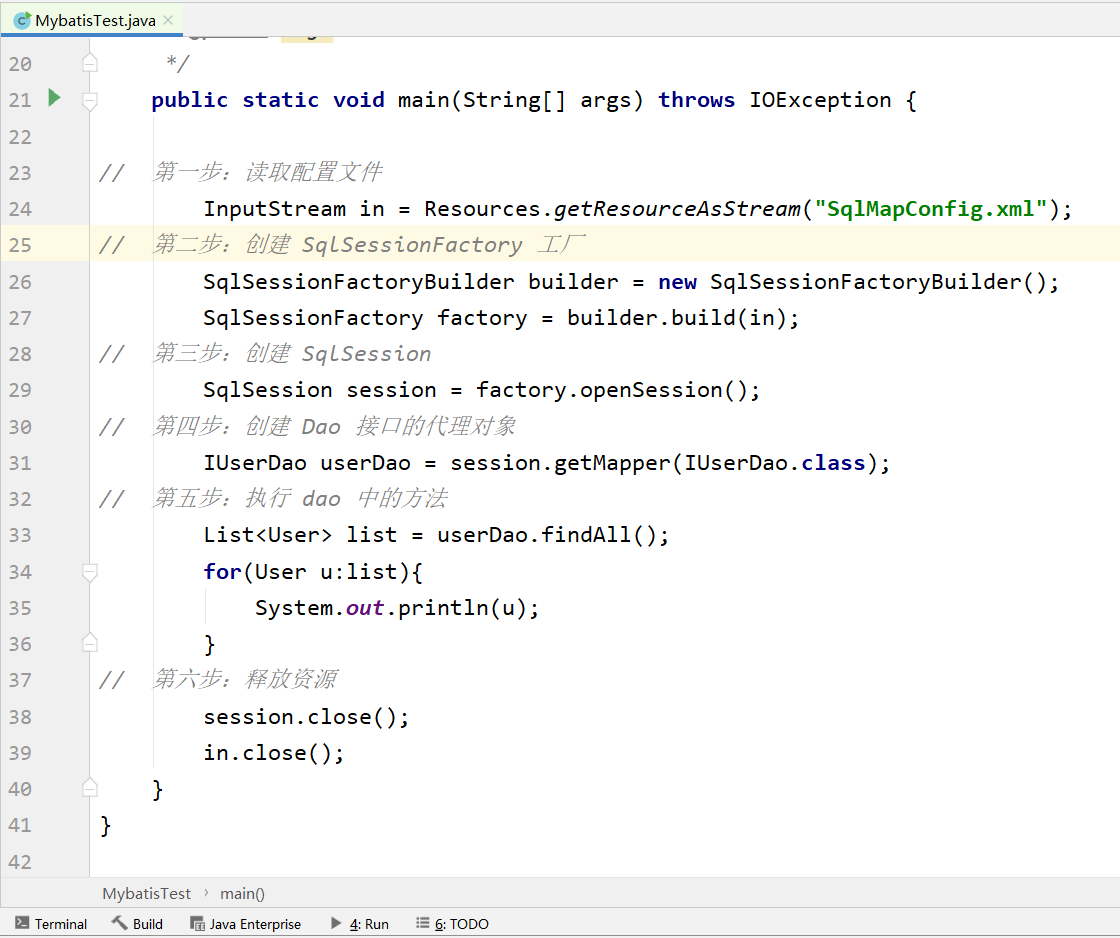 MybatisTest.java
20 */
21 public static void main(String[] args) throws IOException {
22
23 // 第一步：读取配置文件
24 InputStream in = Resources.getResourceAsStream("SqlMapConfig.xml");
25 // 第二步：创建 SqlSessionFactory 工厂
26 SqlSessionFactoryBuilder builder = new SqlSessionFactoryBuilder();
27 SqlSessionFactory factory = builder.build(in);
28 // 第三步：创建 SqlSession
29 SqlSession session = factory.openSession();
30 // 第四步：创建 Dao 接口的代理对象
31 IUserDao userDao = session.getMapper(IUserDao.class);
32 // 第五步：执行 dao 中的方法
33 List<User> list = userDao.findAll();
34 for(User u:list){
35 System.out.println(u);
36 }
37 // 第六步：释放资源
38 session.close();
39 in.close();
40 }
41 }
42
MybatisTest › main()
Terminal Build Java Enterprise 4: Run 6: TODO